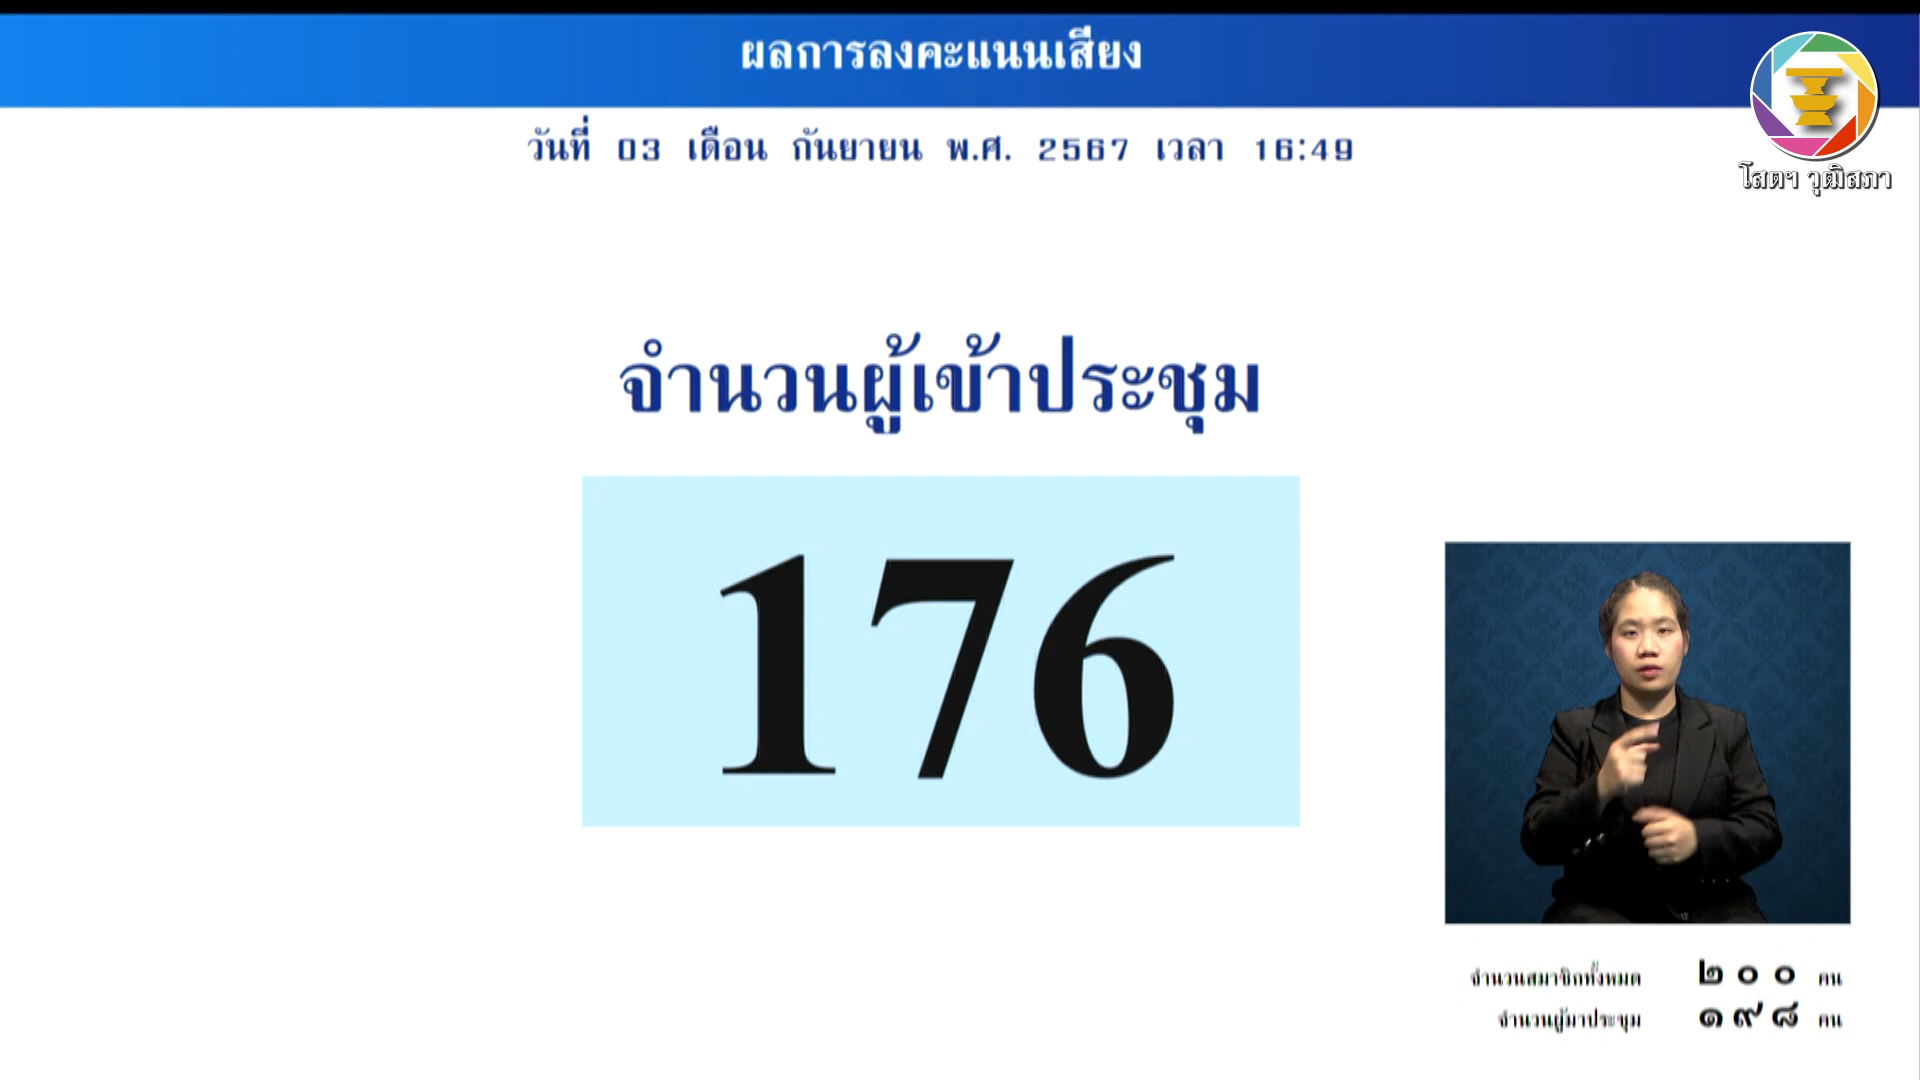 ผลการลงคะแนนเสียง
วันที่ 03 เดือน กันยายน พ.ศ. 2567 เวลา 16:49
โสตฯ วุฒิสภา
จำนวนผู้เข้าประชุม
176
จำนวนสมาชิกทั้งหมด ๒๐๐ คน
จำนวนผู้มาประชุม ๑๙๘ คน